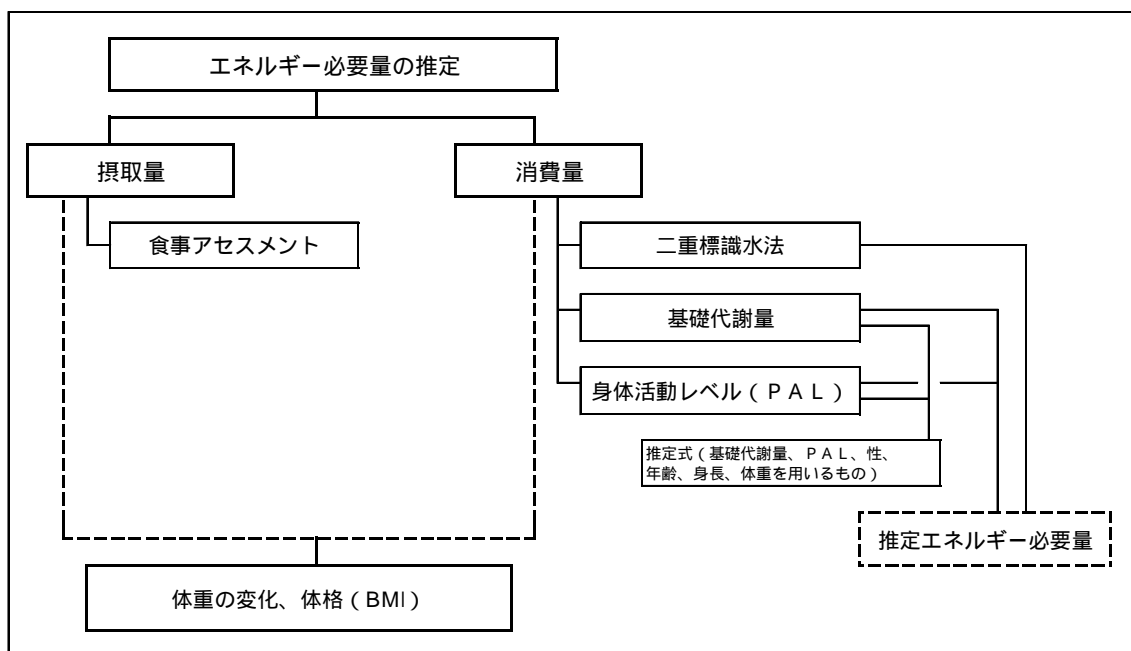 エネルギー必要量の推定
摂取量
消費量
食事アセスメント
二重標識水法
基礎代謝量
身体活動レベル(PAL)
推定式(基礎代謝量、PAL、性、
年齢、身長、体重を用いるもの)
推定エネルギー必要量
体重の変化、体格(BMI)